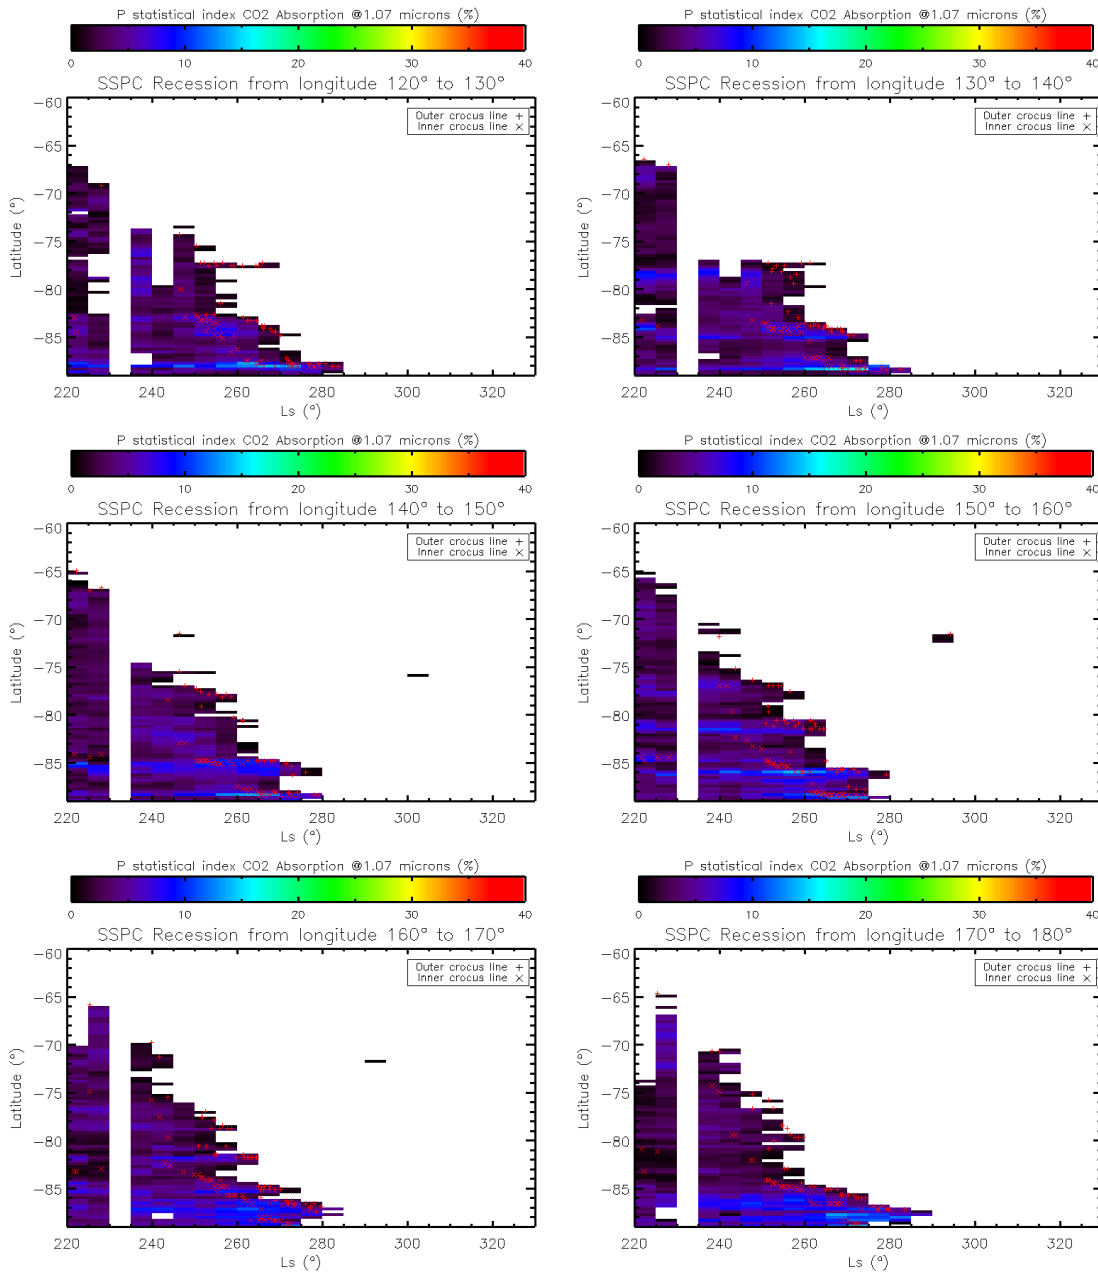 P statistical index CO2 Absorption @1.07 microns (%)
0 10 20 30 40
SSPC Recession from longitude 120° to 130°
Outer crocus line +
Inner crocus line ×
−60
−65
−70
−75
−80
−85
Latitude (°)
220 240 260 280 300 320
Ls (°)
P statistical index CO2 Absorption @1.07 microns (%)
0 10 20 30 40
SSPC Recession from longitude 130° to 140°
Outer crocus line +
Inner crocus line ×
−60
−65
−70
−75
−80
−85
Latitude (°)
220 240 260 280 300 320
Ls (°)
P statistical index CO2 Absorption @1.07 microns (%)
0 10 20 30 40
SSPC Recession from longitude 140° to 150°
Outer crocus line +
Inner crocus line ×
−60
−65
−70
−75
−80
−85
Latitude (°)
220 240 260 280 300 320
Ls (°)
P statistical index CO2 Absorption @1.07 microns (%)
0 10 20 30 40
SSPC Recession from longitude 150° to 160°
Outer crocus line +
Inner crocus line ×
−60
−65
−70
−75
−80
−85
Latitude (°)
220 240 260 280 300 320
Ls (°)
P statistical index CO2 Absorption @1.07 microns (%)
0 10 20 30 40
SSPC Recession from longitude 160° to 170°
Outer crocus line +
Inner crocus line ×
−60
−65
−70
−75
−80
−85
Latitude (°)
220 240 260 280 300 320
Ls (°)
P statistical index CO2 Absorption @1.07 microns (%)
0 10 20 30 40
SSPC Recession from longitude 170° to 180°
Outer crocus line +
Inner crocus line ×
−60
−65
−70
−75
−80
−85
Latitude (°)
220 240 260 280 300 320
Ls (°)